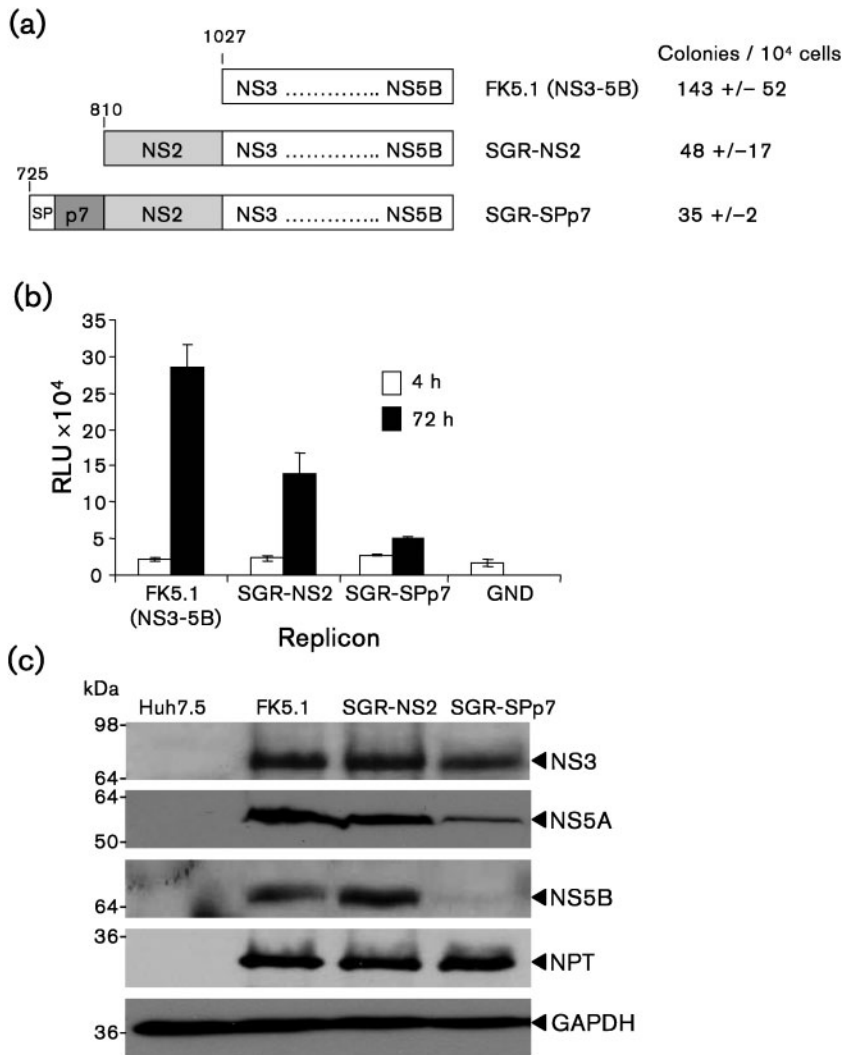 (a)
1027
Colonies / 10⁴ cells
NS3 .............. NS5B
FK5.1 (NS3-5B)
143 +/− 52
810
NS2
NS3 .............. NS5B
SGR-NS2
48 +/−17
725
SP
p7
NS2
NS3 .............. NS5B
SGR-SPp7
35 +/−2
(b)
35
30
25
20
15
10
5
0
RLU ×10⁴
4 h
72 h
FK5.1
(NS3-5B)
SGR-NS2
SGR-SPp7
GND
Replicon
(c)
kDa
Huh7.5
FK5.1
SGR-NS2
SGR-SPp7
98-
64-
NS3
64-
50-
NS5A
64-
NS5B
36-
NPT
36-
GAPDH